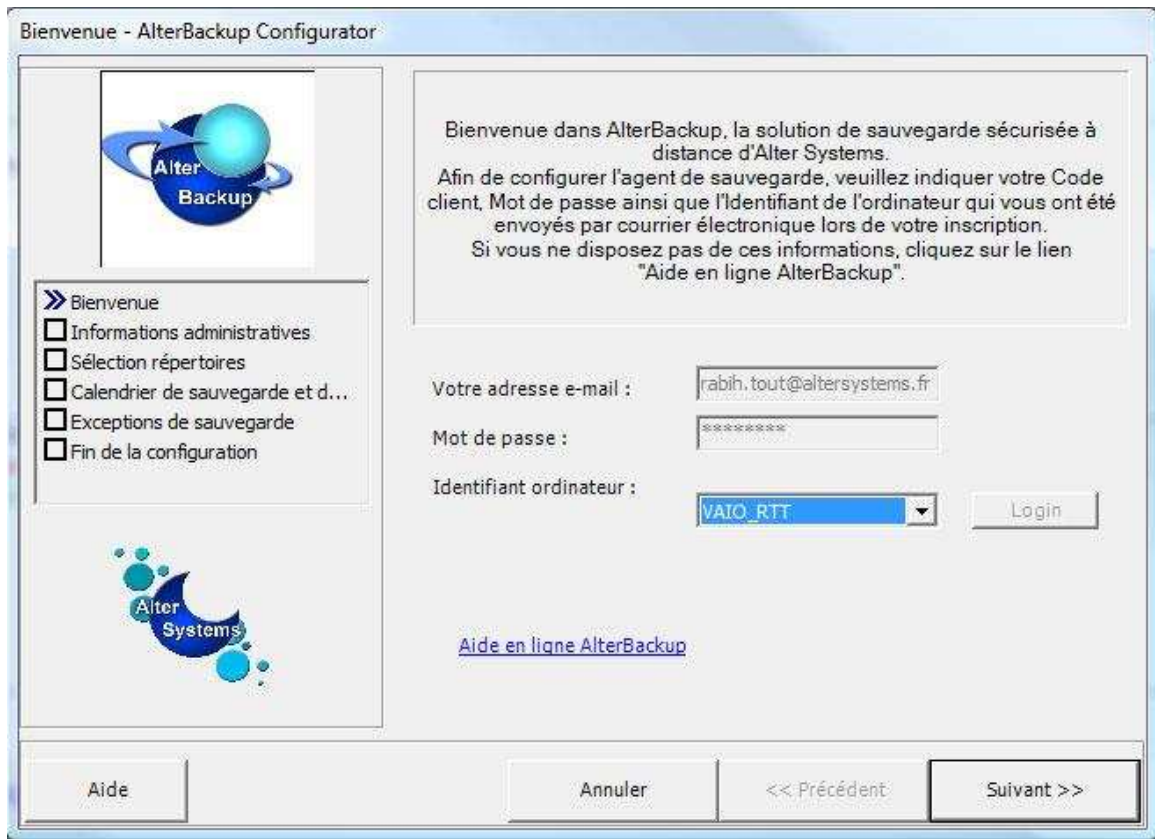 Bienvenue - AlterBackup Configurator
Alter
Backup
Bienvenue
Informations administratives
Sélection répertoires
Calendrier de sauvegarde et d...
Exceptions de sauvegarde
Fin de la configuration
Alter
Systems
Bienvenue dans AlterBackup, la solution de sauvegarde sécurisée à
distance d'Alter Systems.
Afin de configurer l'agent de sauvegarde, veuillez indiquer votre Code
client, Mot de passe ainsi que l'Identifiant de l'ordinateur qui vous ont été
envoyés par courrier électronique lors de votre inscription.
Si vous ne disposez pas de ces informations, cliquez sur le lien
"Aide en ligne AlterBackup".
Votre adresse e-mail : rabih.tout@altersystems.fr
Mot de passe : ********
Identifiant ordinateur :
VAIO_RTT Login
Aide en ligne AlterBackup
Aide Annuler << Précédent Suivant >>